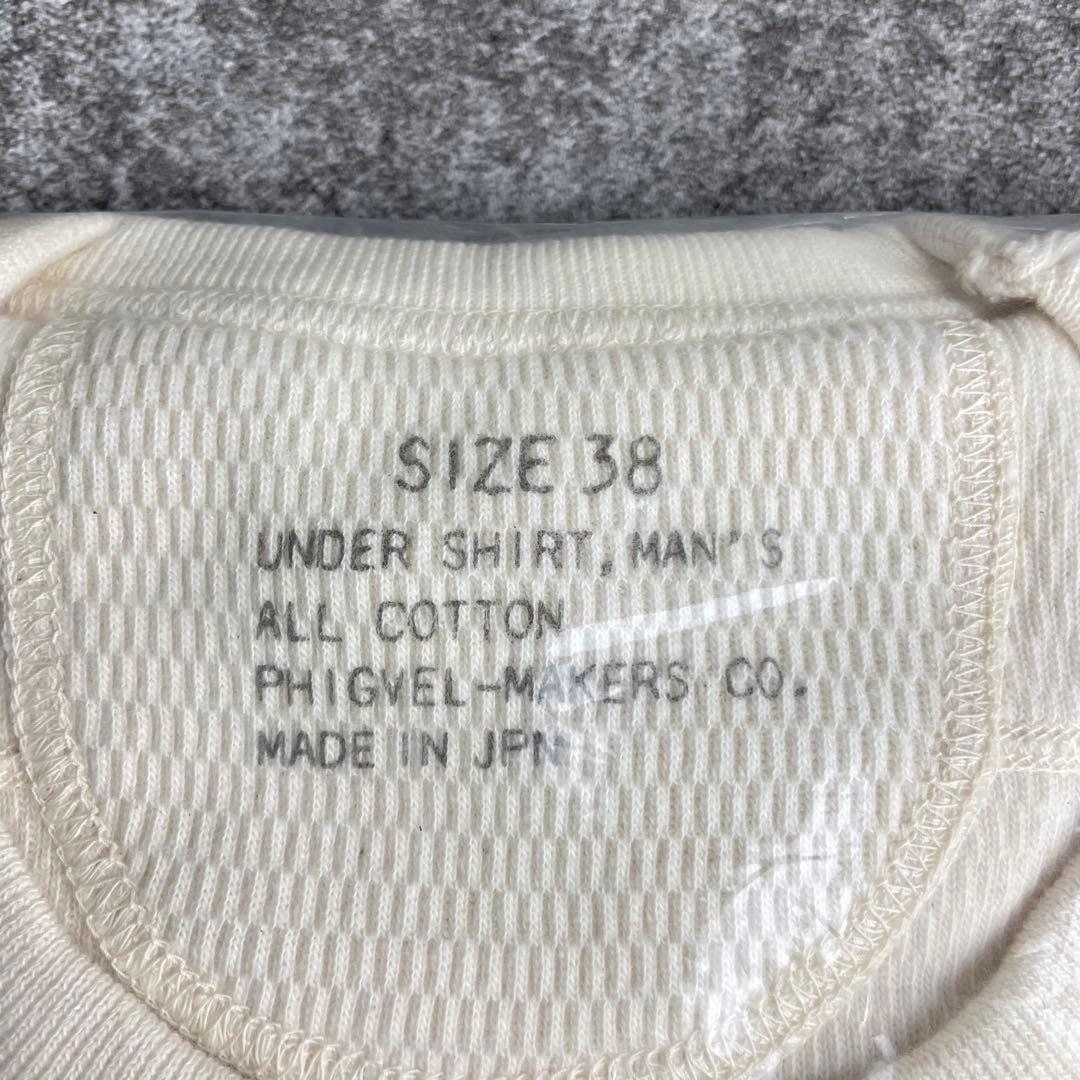 SIZE 38
UNDER SHIRT, MAN'S
ALL COTTON
PHIGVEL-MAKERS CO.
MADE IN JPN